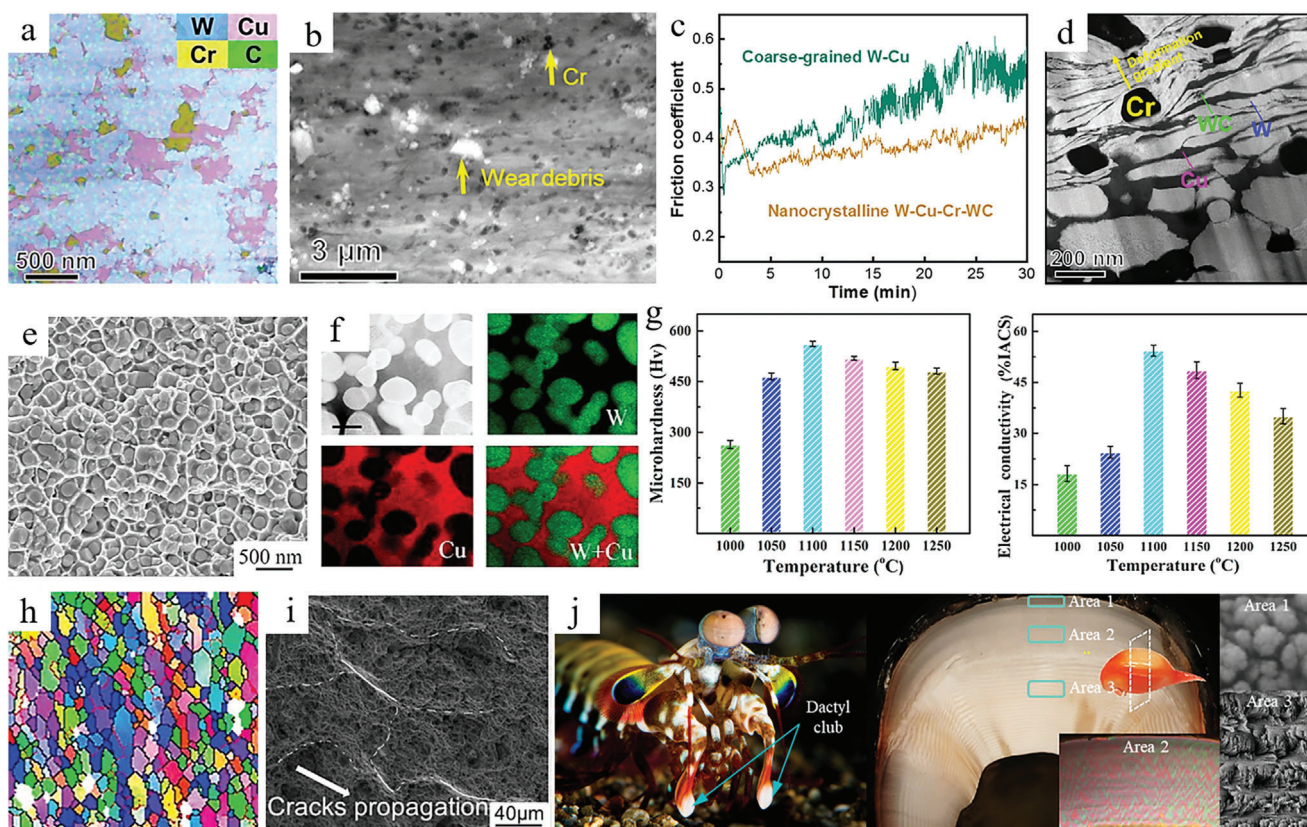 a
W
Cu
Cr
C
500 nm
b
Cr
Wear debris
3 μm
c
Coarse-grained W-Cu
Nanocrystalline W-Cu-Cr-WC
Friction coefficient
0.6
0.5
0.4
0.3
0.2
0
5
10
15
20
25
30
Time (min)
d
Deformation
gradient
Cr
WC
W
Cu
200 nm
e
500 nm
f
W
Cu
W+Cu
g
Microhardness (Hv)
600
450
300
150
1000
1050
1100
1150
1200
1250
Temperature (°C)
Electrical conductivity (%IACS)
60
45
30
15
1000
1050
1100
1150
1200
1250
Temperature (°C)
h
i
Cracks propagation
40μm
j
Dactyl
club
Area 1
Area 2
Area 3
Area 2
Area 1
Area 3